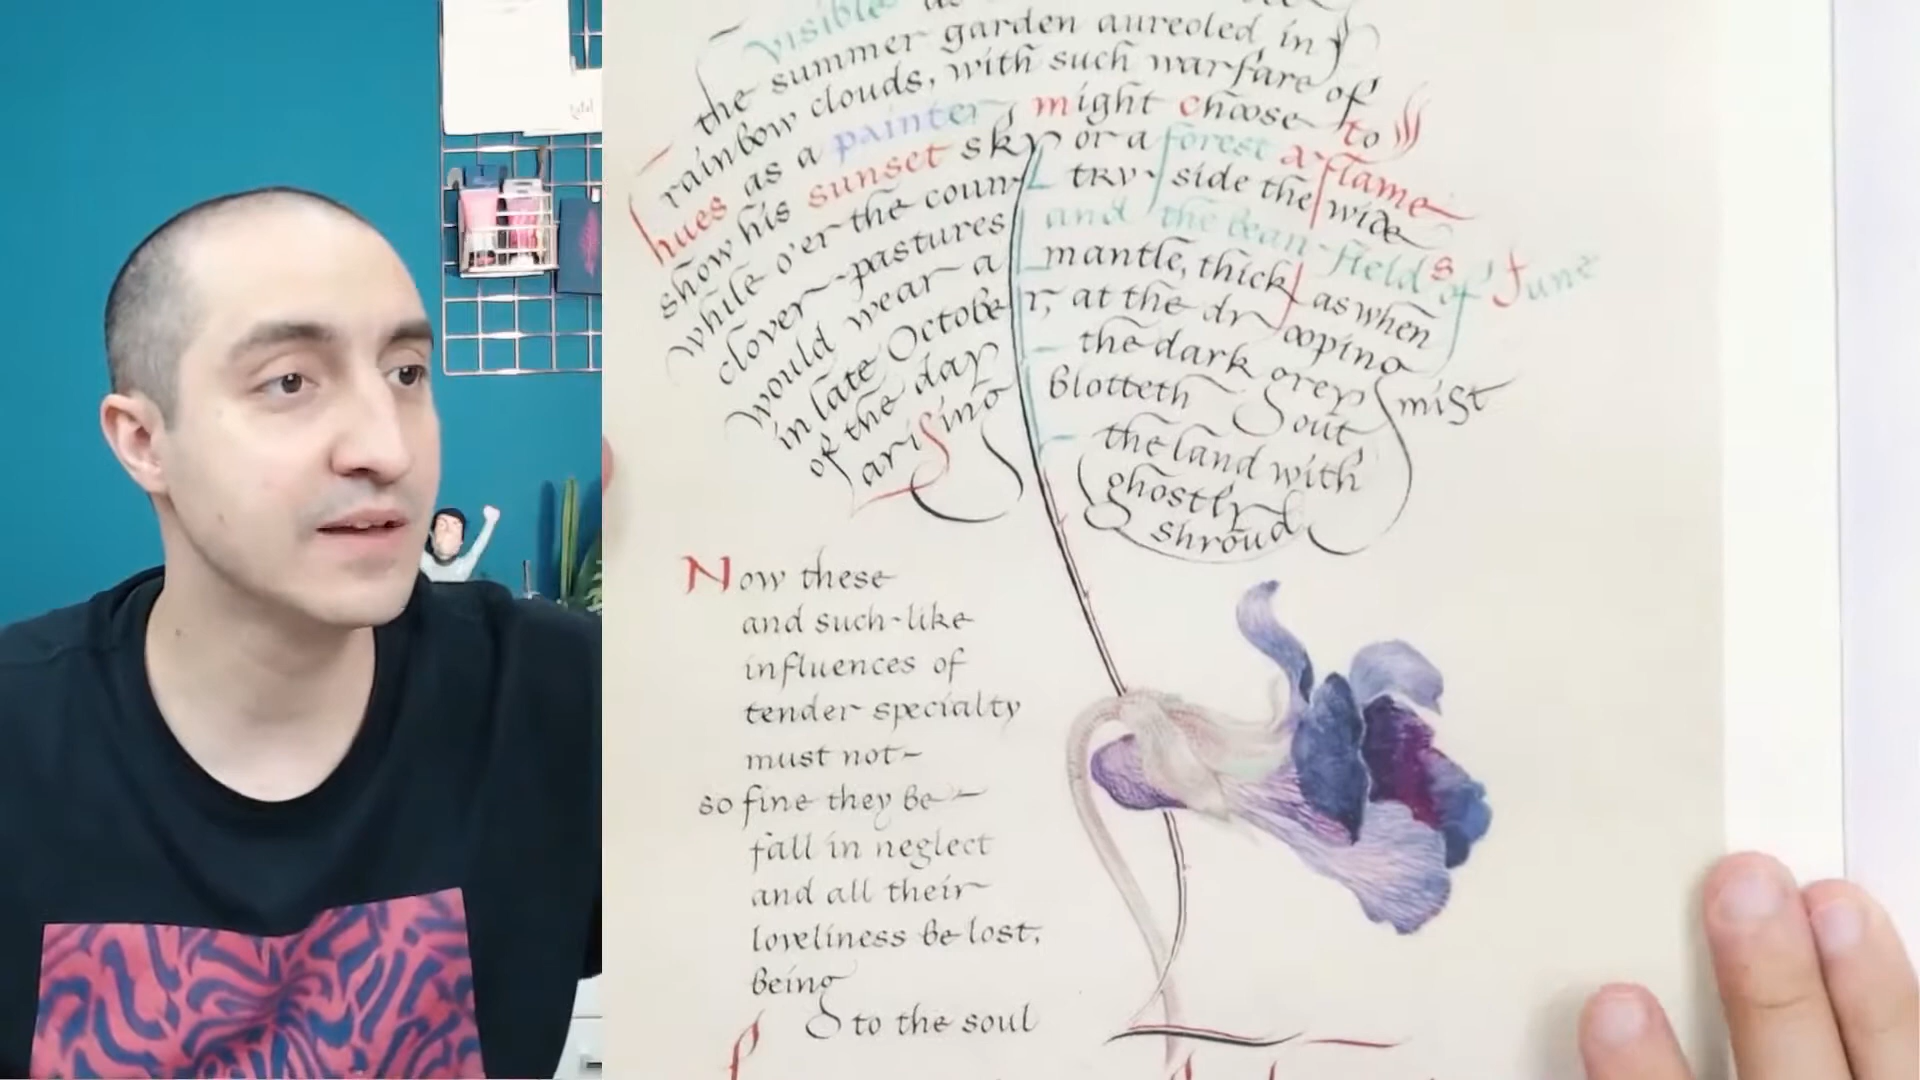 visible
the summer garden aureoled in
rainbow clouds, with such warfare of
hues as a painter might choose to
show his sunset sky or a forest a-flame
while o'er the coun try-side the wide
clover-pastures and the bean-fields of June
would wear a mantle, thick as when
in late October, at the drooping
of the day the dark grey mist
arising Blotteth out
the land with
ghostly
shroud
Now these
and such-like
influences of
tender specialty
must not-
so fine they be-
fall in neglect
and all their
loveliness be lost,
being
to the soul